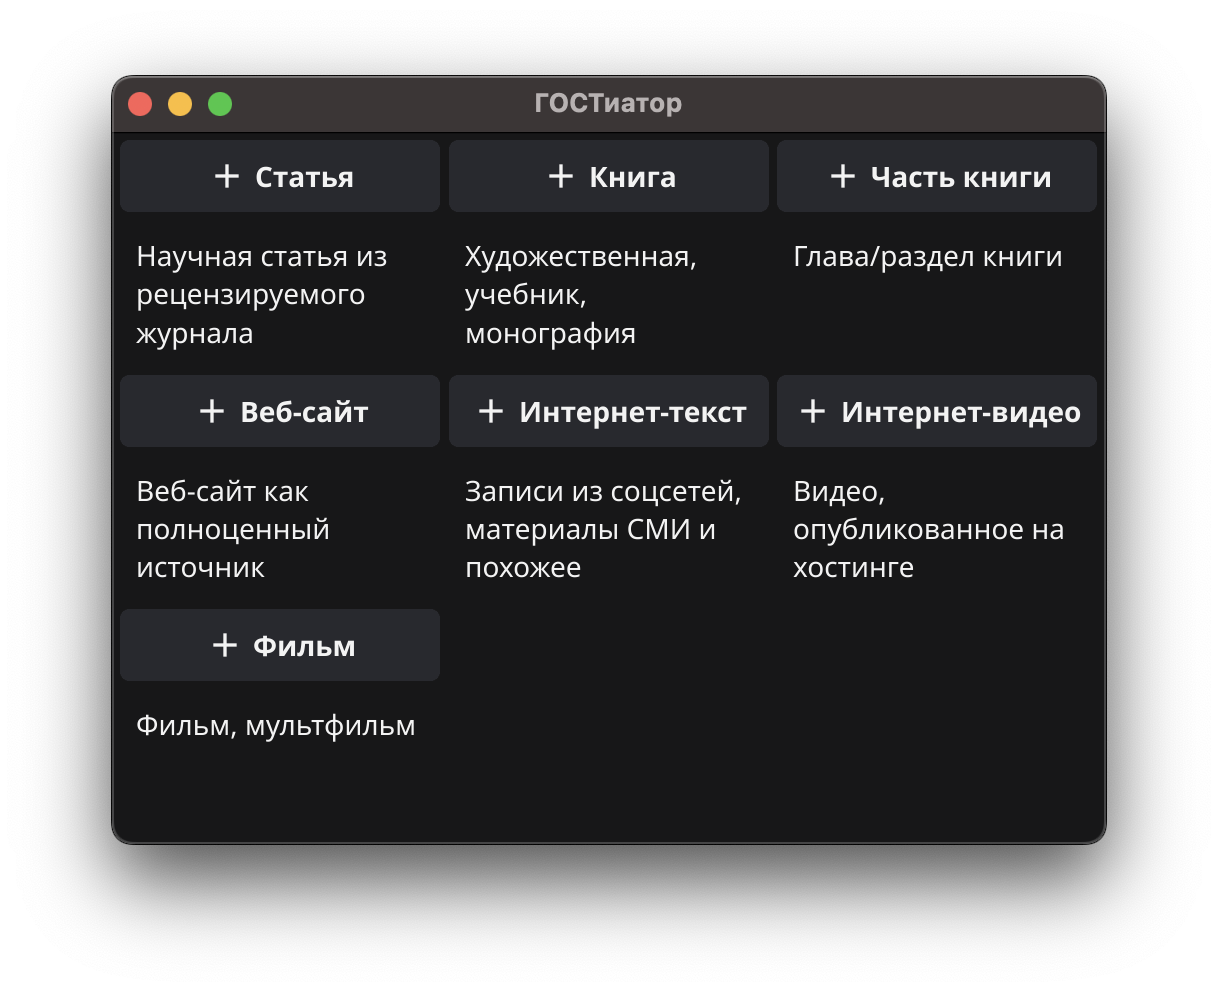 ГОСТиатор
+ Статья
+ Книга
+ Часть книги
Научная статья из
рецензируемого
журнала
Художественная,
учебник,
монография
Глава/раздел книги
+ Веб-сайт
+ Интернет-текст
+ Интернет-видео
Веб-сайт как
полноценный
источник
Записи из соцсетей,
материалы СМИ и
похожее
Видео,
опубликованное на
хостинге
+ Фильм
Фильм, мультфильм